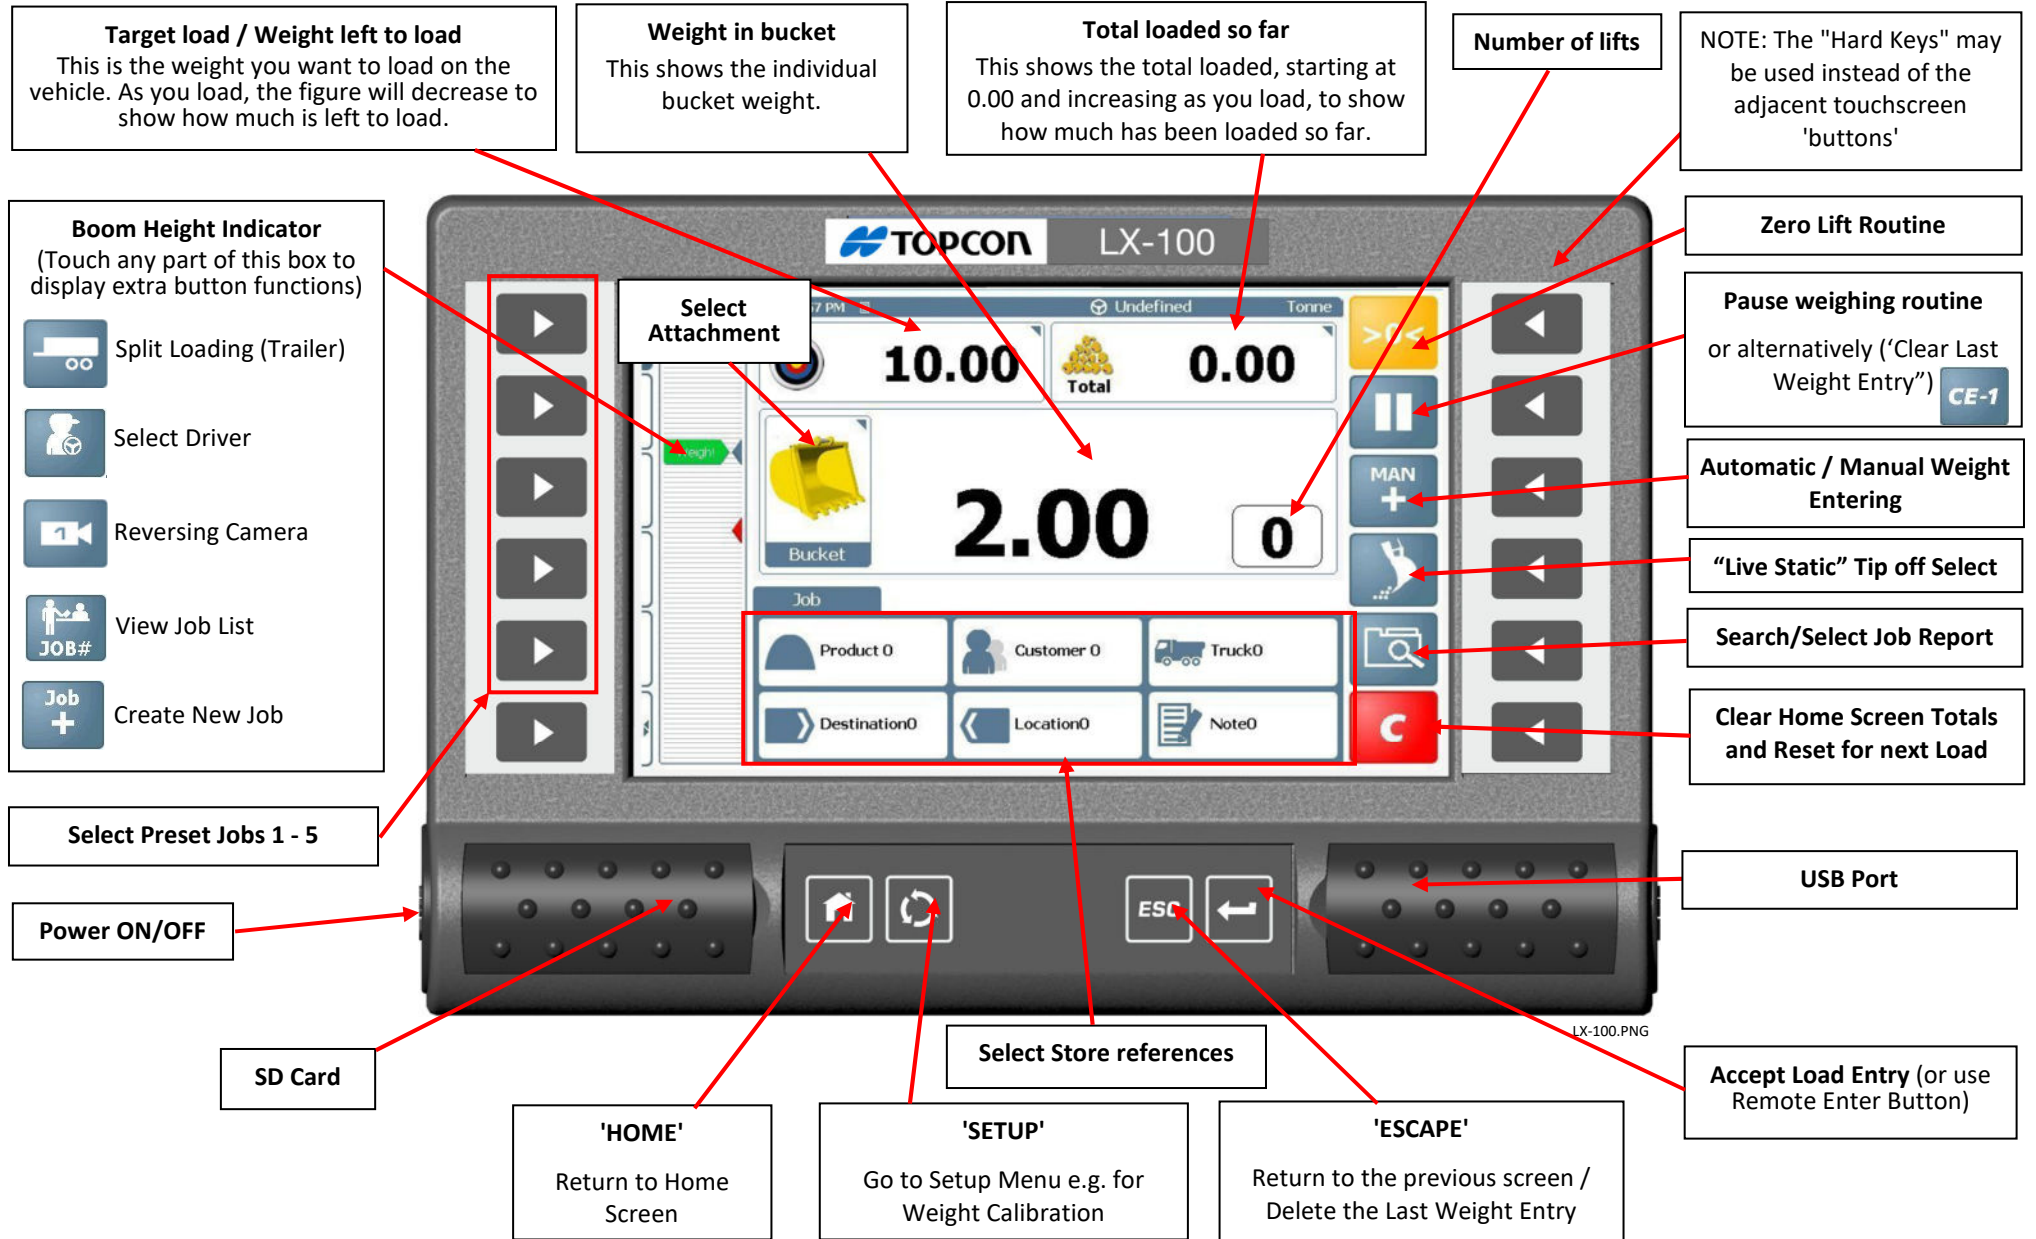 Target load / Weight left to load
This is the weight you want to load on the
vehicle. As you load, the figure will decrease to
show how much is left to load.
Weight in bucket
This shows the individual
bucket weight.
Total loaded so far
This shows the total loaded, starting at
0.00 and increasing as you load, to show
how much has been loaded so far.
Number of lifts
NOTE: The "Hard Keys" may
be used instead of the
adjacent touchscreen
'buttons'
Boom Height Indicator
(Touch any part of this box to
display extra button functions)
Split Loading (Trailer)
Select Driver
1
Reversing Camera
JOB#
View Job List
Job
+
Create New Job
Select Preset Jobs 1 - 5
Power ON/OFF
SD Card
TOPCON
LX-100
Select
Attachment
57 PM
Undefined
Tonne
10.00
Total
0.00
>0<
Weigh!
Bucket
2.00
0
MAN
+
Job
Product 0
Customer 0
Truck0
Destination0
Location0
Note0
C
ESC
Zero Lift Routine
Pause weighing routine
or alternatively (‘Clear Last
Weight Entry”)
CE-1
Automatic / Manual Weight
Entering
“Live Static” Tip off Select
Search/Select Job Report
Clear Home Screen Totals
and Reset for next Load
USB Port
LX-100.PNG
Select Store references
Accept Load Entry (or use
Remote Enter Button)
'HOME'
Return to Home
Screen
'SETUP'
Go to Setup Menu e.g. for
Weight Calibration
'ESCAPE'
Return to the previous screen /
Delete the Last Weight Entry